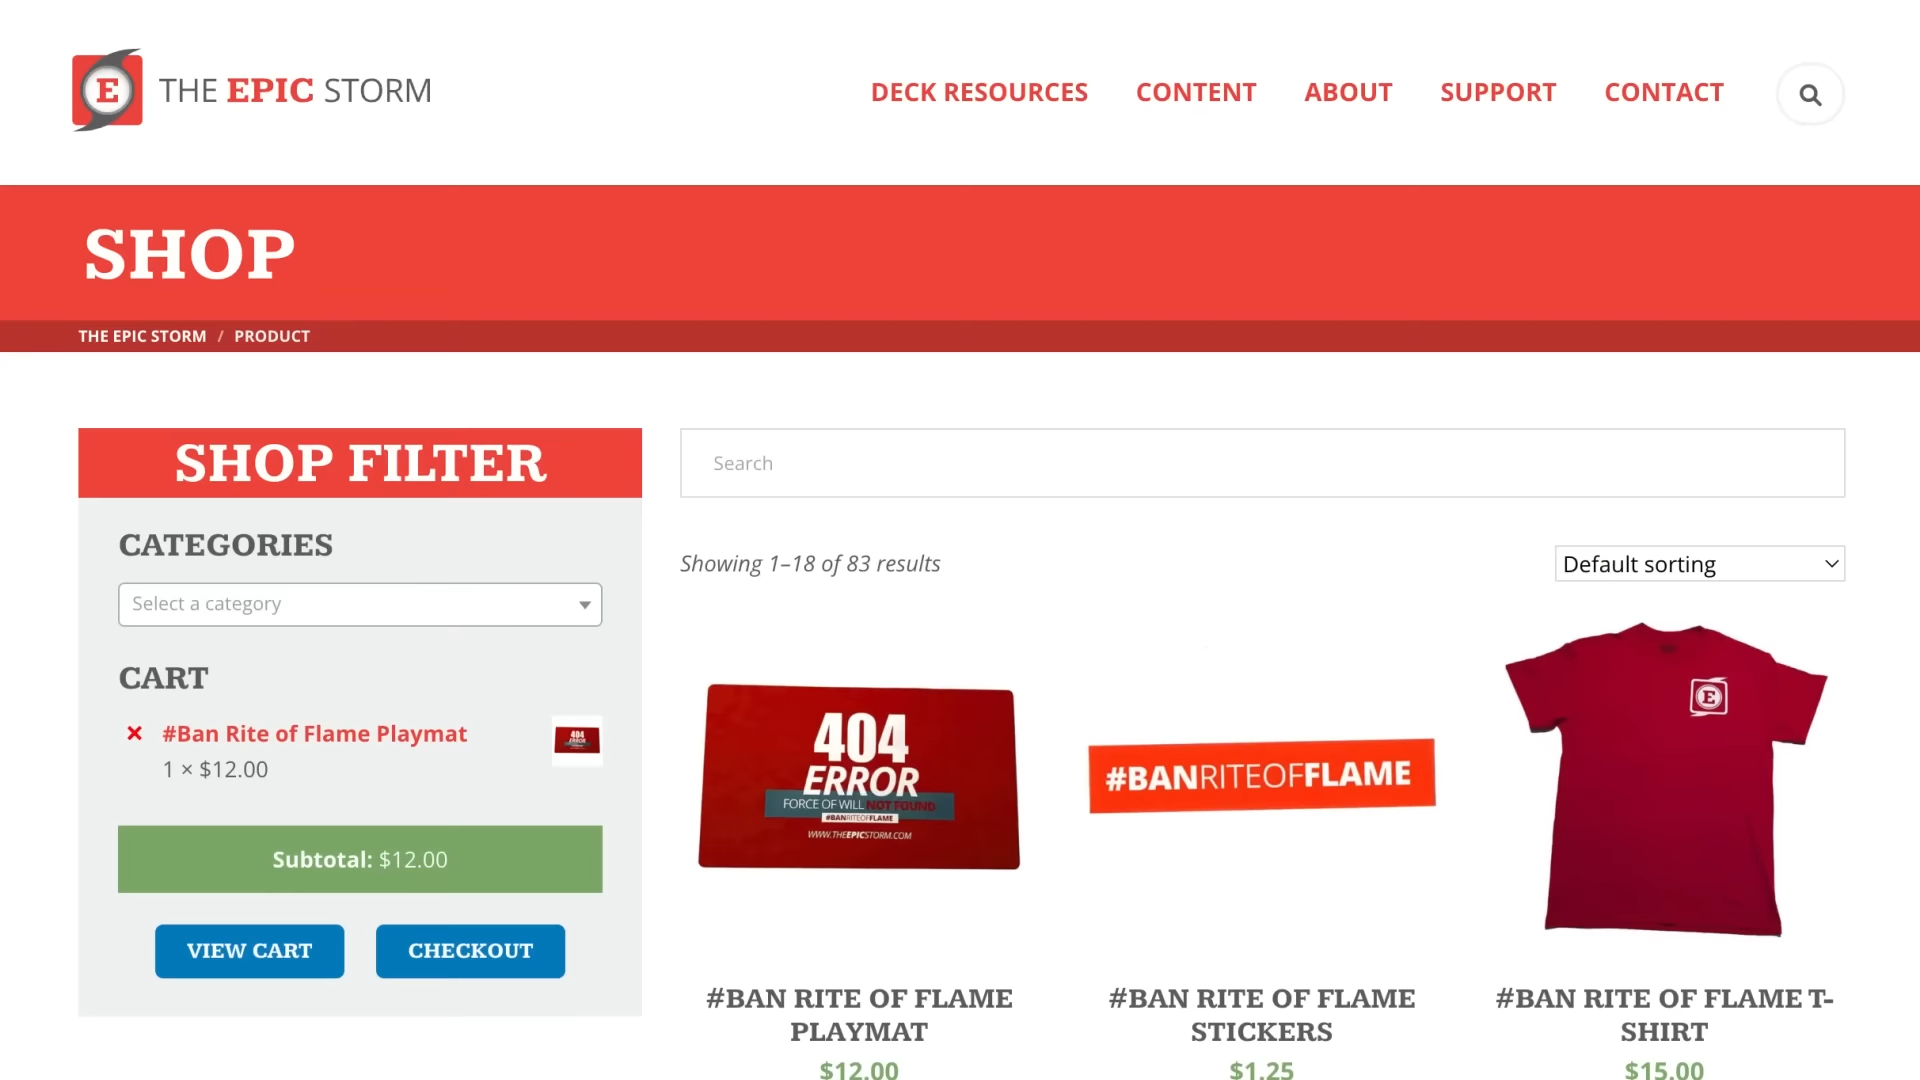 E THE EPIC STORM
DECK RESOURCES CONTENT ABOUT SUPPORT CONTACT
SHOP
THE EPIC STORM / PRODUCT
SHOP FILTER
CATEGORIES
Select a category
CART
#Ban Rite of Flame Playmat
1 × $12.00
404
ERROR
Subtotal: $12.00
VIEW CART CHECKOUT
Search
Showing 1–18 of 83 results
Default sorting
404
ERROR
FORCE OF WILL NOT FOUND
#BANRITEOFFLAME
WWW.THEEPICSTORM.COM
#BAN RITE OF FLAME
PLAYMAT
$12.00
#BANRITEOFFLAME
#BAN RITE OF FLAME
STICKERS
$1.25
E
#BAN RITE OF FLAME T-
SHIRT
$15.00